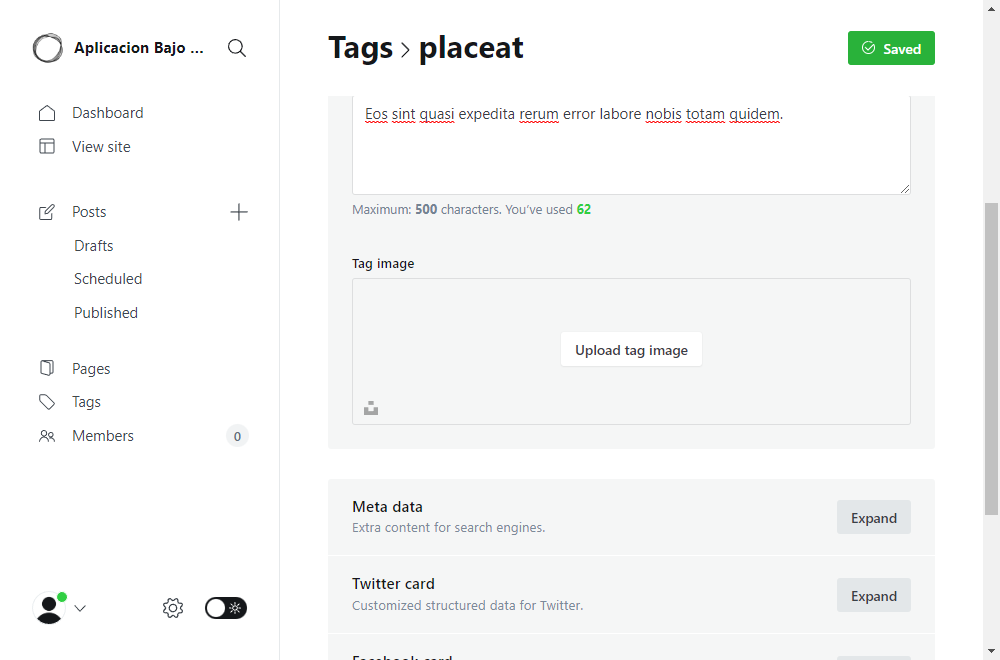 Aplicacion Bajo ...
Dashboard
View site
Posts
Drafts
Scheduled
Published
Pages
Tags
Members
0
Tags > placeat
Saved
Eos sint quasi expedita rerum error labore nobis totam quidem.
Maximum: 500 characters. You've used 62
Tag image
Upload tag image
Meta data
Extra content for search engines.
Expand
Twitter card
Customized structured data for Twitter.
Expand
Facebook card